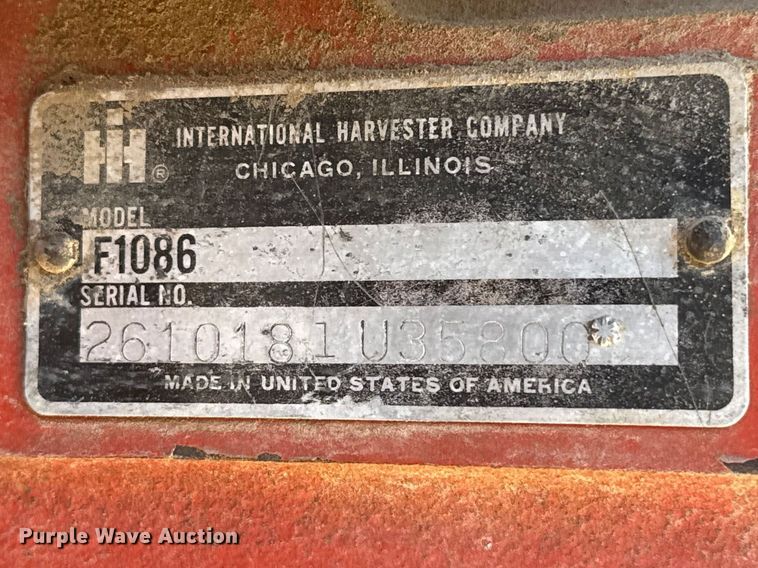 IH ®
INTERNATIONAL HARVESTER COMPANY
CHICAGO, ILLINOIS
MODEL
F1086
SERIAL NO.
2610181U35800
MADE IN UNITED STATES OF AMERICA
Purple Wave Auction